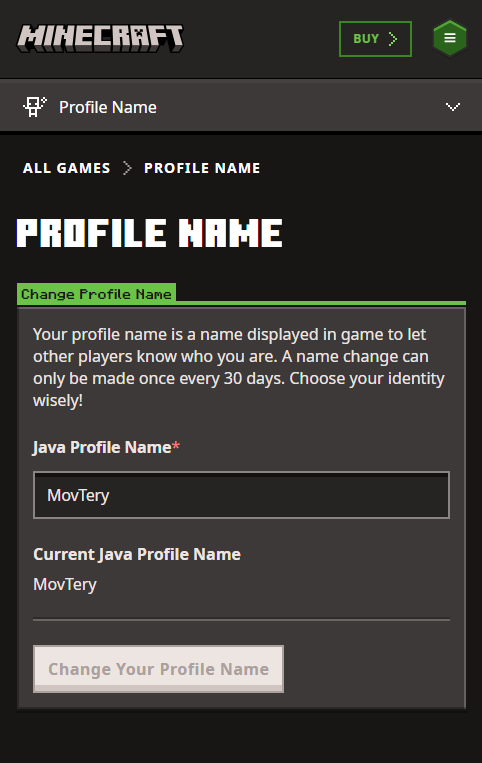 MINECRAFT
BUY
Profile Name
ALL GAMES
PROFILE NAME
PROFILE NAME
Change Profile Name
Your profile name is a name displayed in game to let
other players know who you are. A name change can
only be made once every 30 days. Choose your identity
wisely!
Java Profile Name*
MovTery
Current Java Profile Name
MovTery
Change Your Profile Name